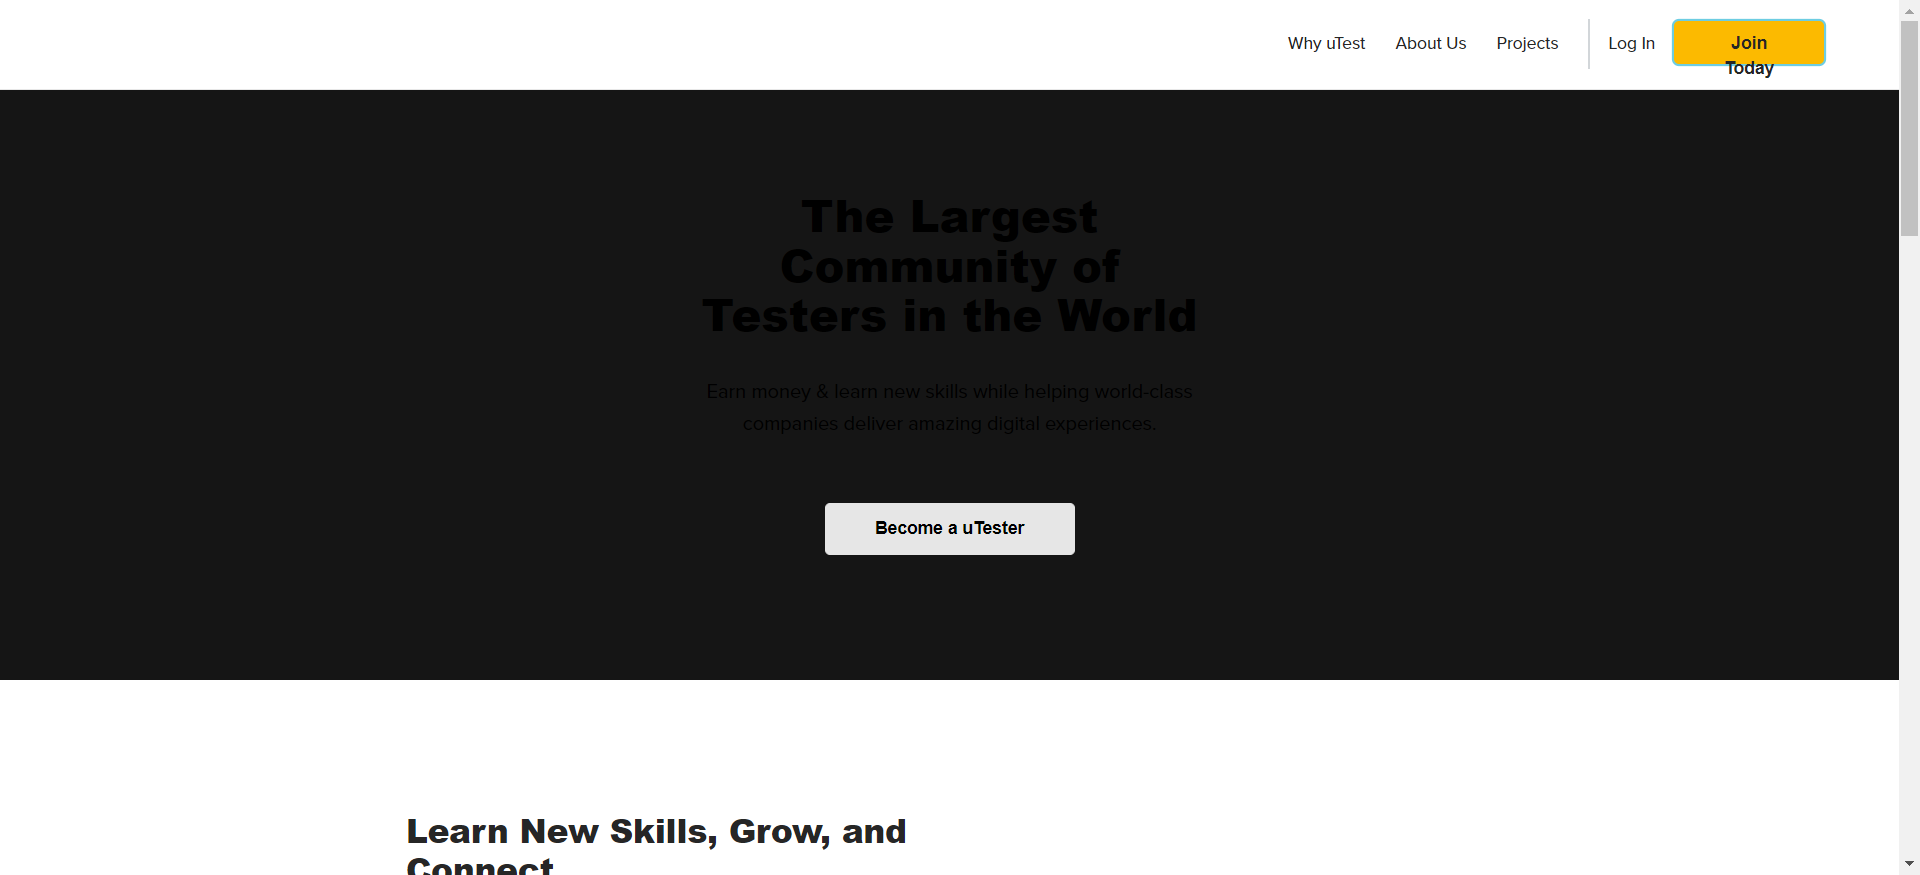 Why uTest
About Us
Projects
Log In
Join
Today
The Largest
Community of
Testers in the World
Earn money & learn new skills while helping world-class
companies deliver amazing digital experiences.
Become a uTester
Learn New Skills, Grow, and
Connect